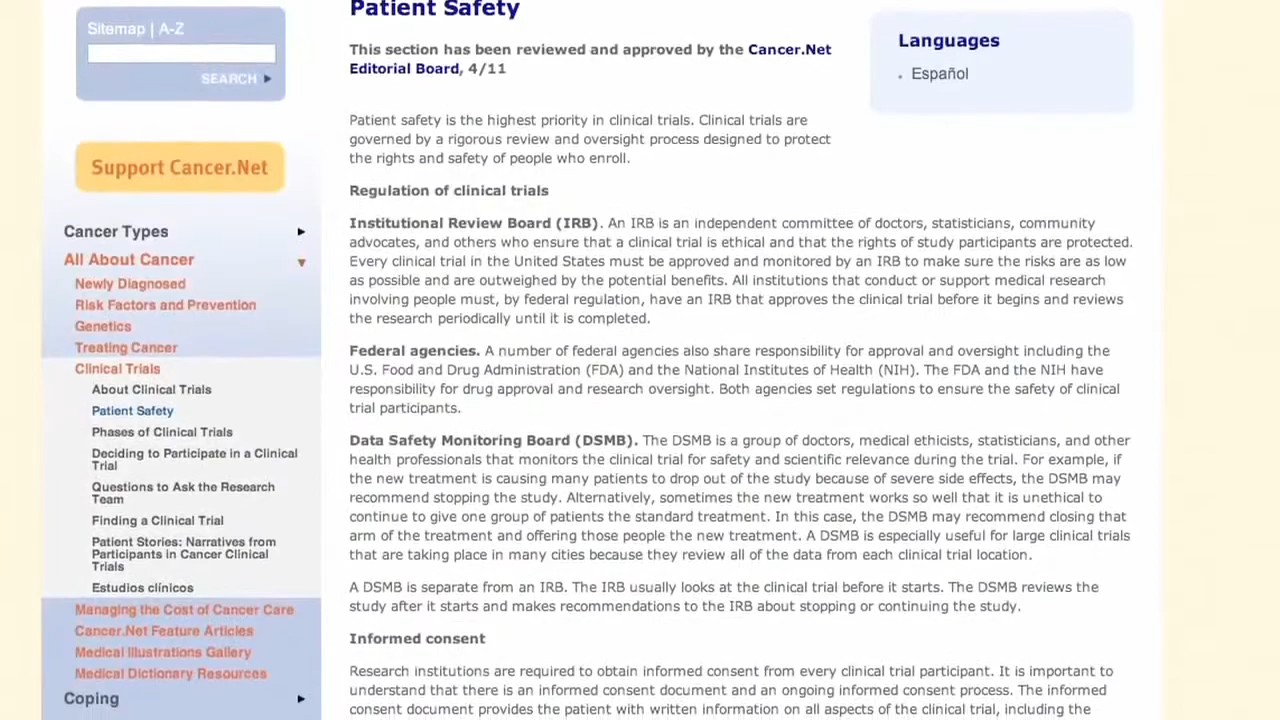 Sitemap | A-Z
SEARCH
Support Cancer.Net
Cancer Types
All About Cancer
Newly Diagnosed
Risk Factors and Prevention
Genetics
Treating Cancer
Clinical Trials
About Clinical Trials
Patient Safety
Phases of Clinical Trials
Deciding to Participate in a Clinical
Trial
Questions to Ask the Research
Team
Finding a Clinical Trial
Patient Stories: Narratives from
Participants in Cancer Clinical
Trials
Estudios clínicos
Managing the Cost of Cancer Care
Cancer.Net Feature Articles
Medical Illustrations Gallery
Medical Dictionary Resources
Coping
Patient Safety
This section has been reviewed and approved by the Cancer.Net
Editorial Board, 4/11
Patient safety is the highest priority in clinical trials. Clinical trials are
governed by a rigorous review and oversight process designed to protect
the rights and safety of people who enroll.
Regulation of clinical trials
Institutional Review Board (IRB). An IRB is an independent committee of doctors, statisticians, community
advocates, and others who ensure that a clinical trial is ethical and that the rights of study participants are protected.
Every clinical trial in the United States must be approved and monitored by an IRB to make sure the risks are as low
as possible and are outweighed by the potential benefits. All institutions that conduct or support medical research
involving people must, by federal regulation, have an IRB that approves the clinical trial before it begins and reviews
the research periodically until it is completed.
Federal agencies. A number of federal agencies also share responsibility for approval and oversight including the
U.S. Food and Drug Administration (FDA) and the National Institutes of Health (NIH). The FDA and the NIH have
responsibility for drug approval and research oversight. Both agencies set regulations to ensure the safety of clinical
trial participants.
Data Safety Monitoring Board (DSMB). The DSMB is a group of doctors, medical ethicists, statisticians, and other
health professionals that monitors the clinical trial for safety and scientific relevance during the trial. For example, if
the new treatment is causing many patients to drop out of the study because of severe side effects, the DSMB may
recommend stopping the study. Alternatively, sometimes the new treatment works so well that it is unethical to
continue to give one group of patients the standard treatment. In this case, the DSMB may recommend closing that
arm of the treatment and offering those people the new treatment. A DSMB is especially useful for large clinical trials
that are taking place in many cities because they review all of the data from each clinical trial location.
A DSMB is separate from an IRB. The IRB usually looks at the clinical trial before it starts. The DSMB reviews the
study after it starts and makes recommendations to the IRB about stopping or continuing the study.
Informed consent
Research institutions are required to obtain informed consent from every clinical trial participant. It is important to
understand that there is an informed consent document and an ongoing informed consent process. The informed
consent document provides the patient with written information on all aspects of the clinical trial, including the
Languages
Español